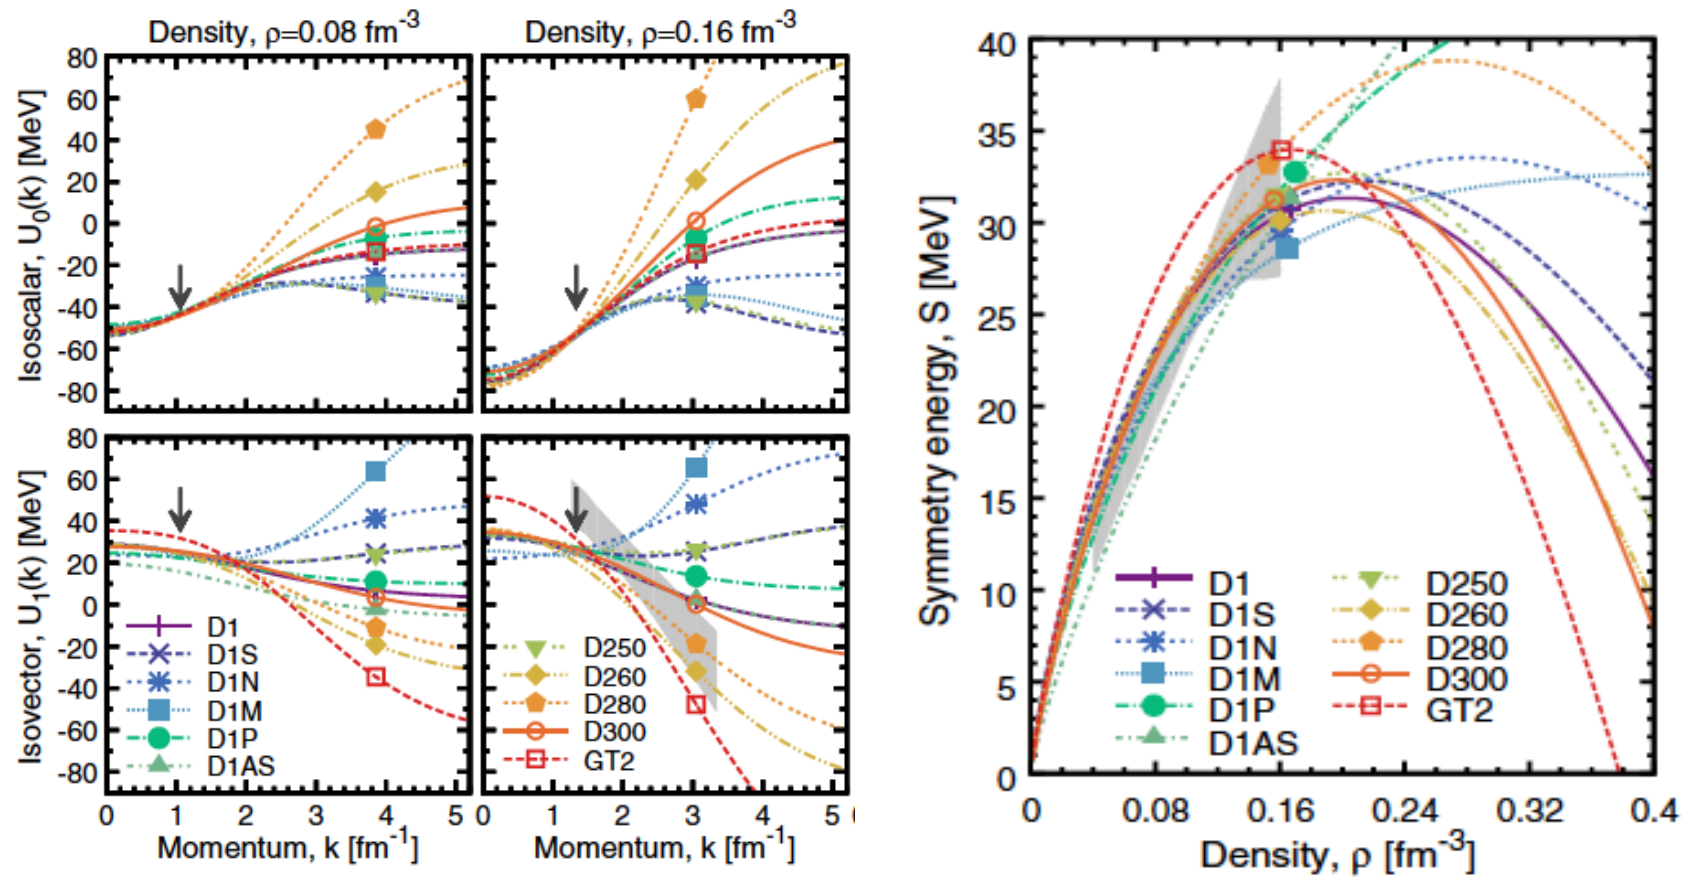 Density, ρ=0.08 fm⁻³
Density, ρ=0.16 fm⁻³
Isoscalar, U₀(k) [MeV]
80
60
40
20
0
-20
-40
-60
-80
Isovector, U₁(k) [MeV]
80
60
40
20
0
-20
-40
-60
-80
D1
D1S
D1N
D1M
D1P
D1AS
D250
D260
D280
D300
GT2
0 1 2 3 4 5 0 1 2 3 4 5
Momentum, k [fm⁻¹]
Momentum, k [fm⁻¹]
Symmetry energy, S [MeV]
40
35
30
25
20
15
10
5
0
D1
D1S
D1N
D1M
D1P
D1AS
D250
D260
D280
D300
GT2
0 0.08 0.16 0.24 0.32 0.4
Density, ρ [fm⁻³]